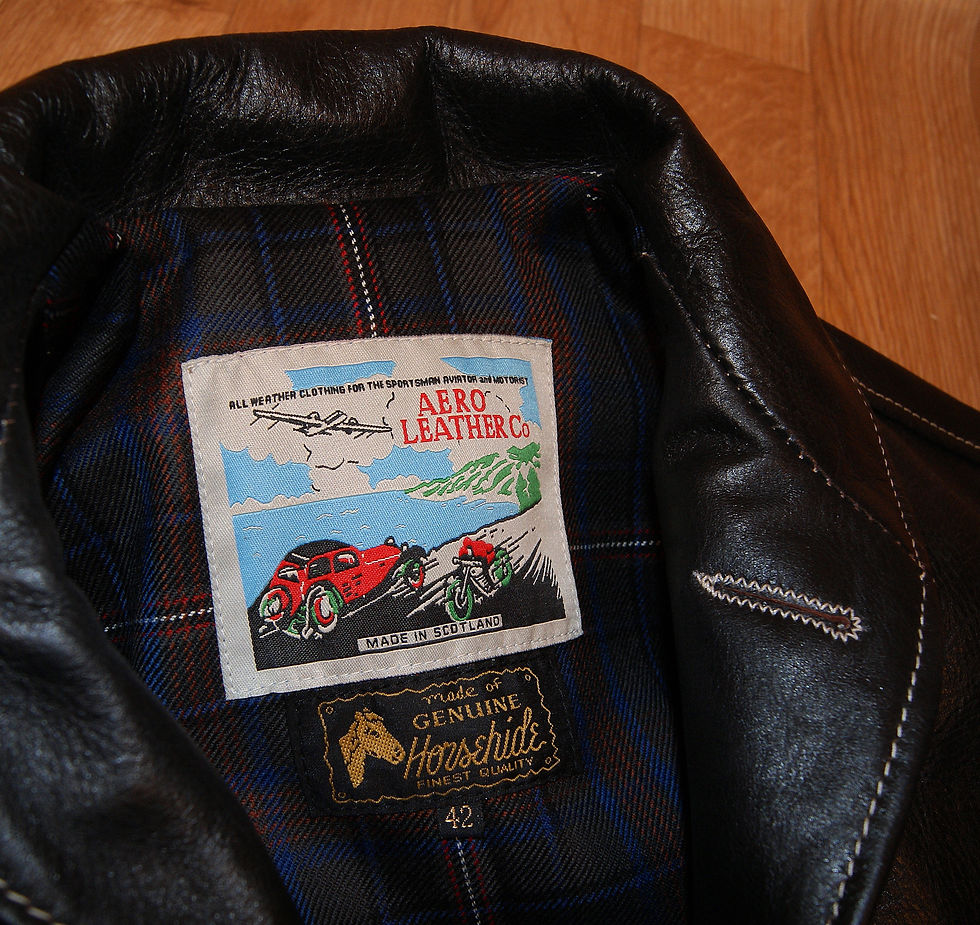 ALL WEATHER CLOTHING FOR THE SPORTSMAN AVIATOR and MOTORIST
AERO
LEATHER Co
MADE IN SCOTLAND
made of
GENUINE
Horsehide
FINEST QUALITY
42